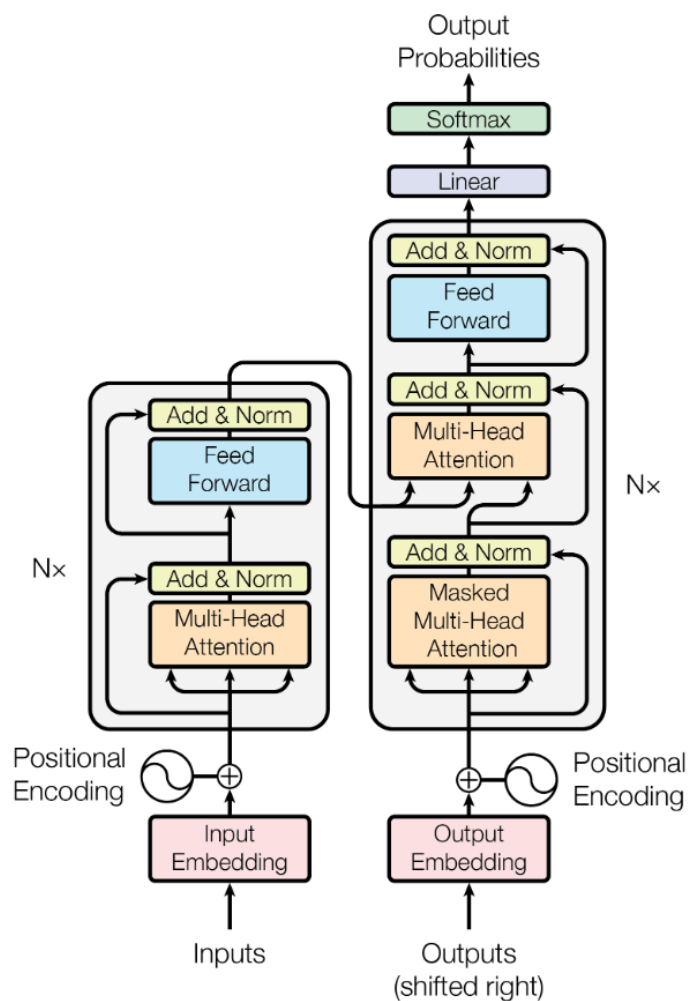 Output
Probabilities
Softmax
Linear
Add & Norm
Feed
Forward
Add & Norm
Multi-Head
Attention
Nx
Add & Norm
Masked
Multi-Head
Attention
Add & Norm
Feed
Forward
Nx
Add & Norm
Multi-Head
Attention
Positional
Encoding
Positional
Encoding
Input
Embedding
Output
Embedding
Inputs
Outputs
(shifted right)